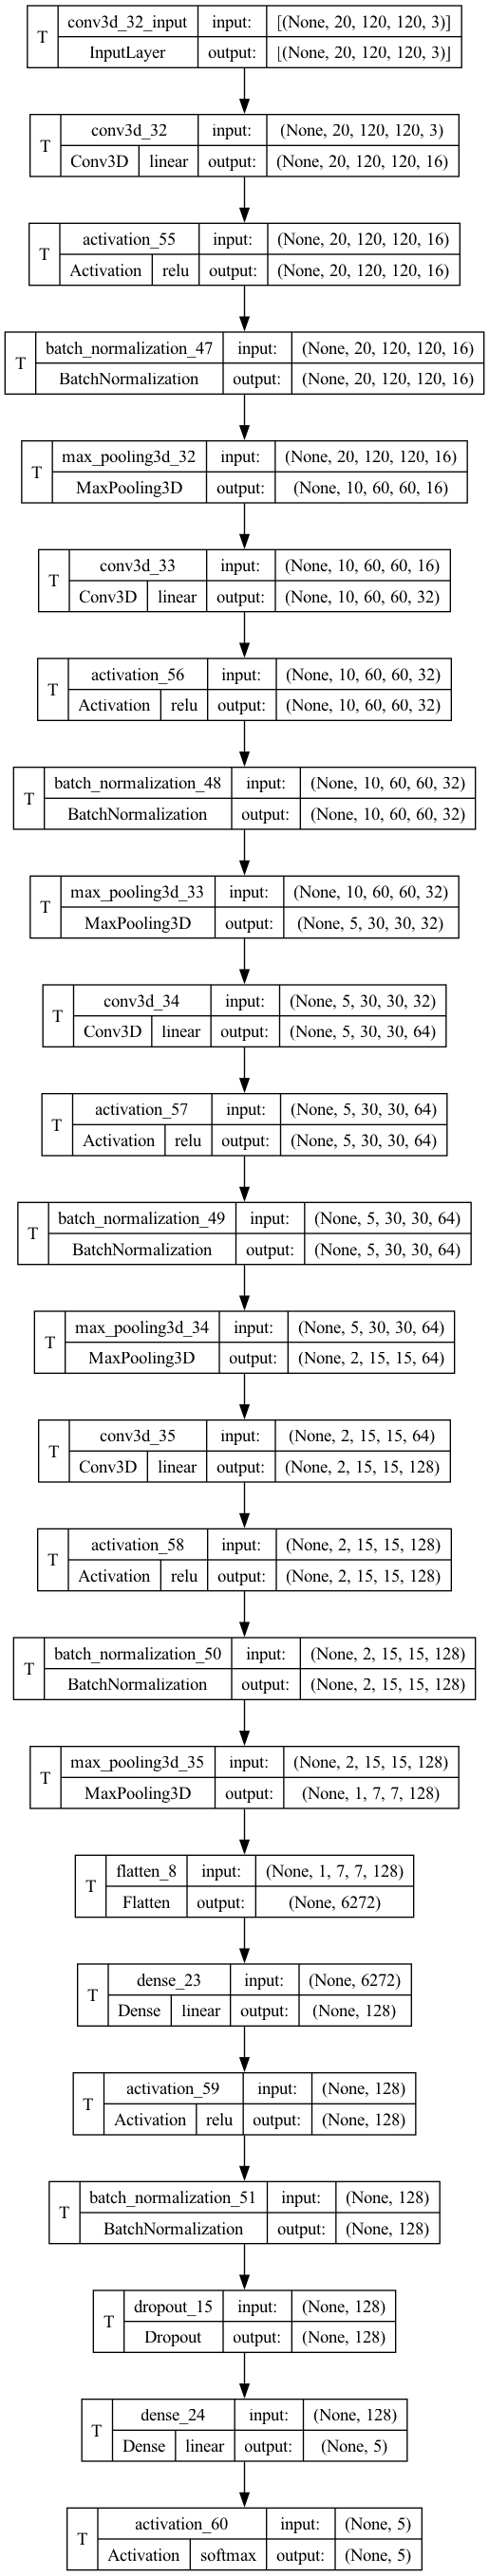 T conv3d_32_input input: [(None, 20, 120, 120, 3)]
InputLayer output: [(None, 20, 120, 120, 3)]
T conv3d_32 input: (None, 20, 120, 120, 3)
Conv3D linear output: (None, 20, 120, 120, 16)
T activation_55 input: (None, 20, 120, 120, 16)
Activation relu output: (None, 20, 120, 120, 16)
T batch_normalization_47 input: (None, 20, 120, 120, 16)
BatchNormalization output: (None, 20, 120, 120, 16)
T max_pooling3d_32 input: (None, 20, 120, 120, 16)
MaxPooling3D output: (None, 10, 60, 60, 16)
T conv3d_33 input: (None, 10, 60, 60, 16)
Conv3D linear output: (None, 10, 60, 60, 32)
T activation_56 input: (None, 10, 60, 60, 32)
Activation relu output: (None, 10, 60, 60, 32)
T batch_normalization_48 input: (None, 10, 60, 60, 32)
BatchNormalization output: (None, 10, 60, 60, 32)
T max_pooling3d_33 input: (None, 10, 60, 60, 32)
MaxPooling3D output: (None, 5, 30, 30, 32)
T conv3d_34 input: (None, 5, 30, 30, 32)
Conv3D linear output: (None, 5, 30, 30, 64)
T activation_57 input: (None, 5, 30, 30, 64)
Activation relu output: (None, 5, 30, 30, 64)
T batch_normalization_49 input: (None, 5, 30, 30, 64)
BatchNormalization output: (None, 5, 30, 30, 64)
T max_pooling3d_34 input: (None, 5, 30, 30, 64)
MaxPooling3D output: (None, 2, 15, 15, 64)
T conv3d_35 input: (None, 2, 15, 15, 64)
Conv3D linear output: (None, 2, 15, 15, 128)
T activation_58 input: (None, 2, 15, 15, 128)
Activation relu output: (None, 2, 15, 15, 128)
T batch_normalization_50 input: (None, 2, 15, 15, 128)
BatchNormalization output: (None, 2, 15, 15, 128)
T max_pooling3d_35 input: (None, 2, 15, 15, 128)
MaxPooling3D output: (None, 1, 7, 7, 128)
T flatten_8 input: (None, 1, 7, 7, 128)
Flatten output: (None, 6272)
T dense_23 input: (None, 6272)
Dense linear output: (None, 128)
T activation_59 input: (None, 128)
Activation relu output: (None, 128)
T batch_normalization_51 input: (None, 128)
BatchNormalization output: (None, 128)
T dropout_15 input: (None, 128)
Dropout output: (None, 128)
T dense_24 input: (None, 128)
Dense linear output: (None, 5)
T activation_60 input: (None, 5)
Activation softmax output: (None, 5)